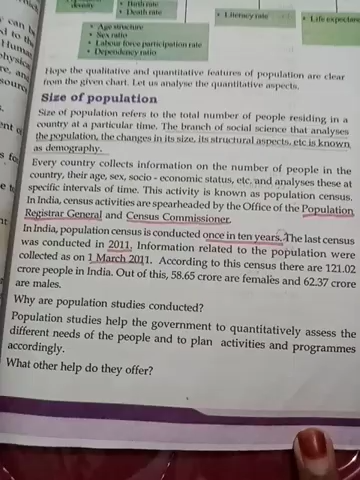 density
• Birth rate
• Death rate
• Literacy rate
• Life expectanc
• Age structure
• Sex ratio
• Labour force participation rate
• Dependency ratio
Hope the qualitative and quantitative features of population are clear
from the given chart. Let us analyse the quantitative aspects.
Size of population
Size of population refers to the total number of people residing in a
country at a particular time. The branch of social science that analyses
the population, the changes in its size, its structural aspects, etc is known
as demography.
Every country collects information on the number of people in the
country, their age, sex, socio - economic status, etc. and analyses these at
specific intervals of time. This activity is known as population census.
In India, census activities are spearheaded by the Office of the Population
Registrar General and Census Commissioner.
In India, population census is conducted once in ten years. The last census
was conducted in 2011. Information related to the population were
collected as on 1 March 2011. According to this census there are 121.02
crore people in India. Out of this, 58.65 crore are females and 62.37 crore
are males.
Why are population studies conducted?
Population studies help the government to quantitatively assess the
different needs of the people and to plan activities and programmes
accordingly.
What other help do they offer?